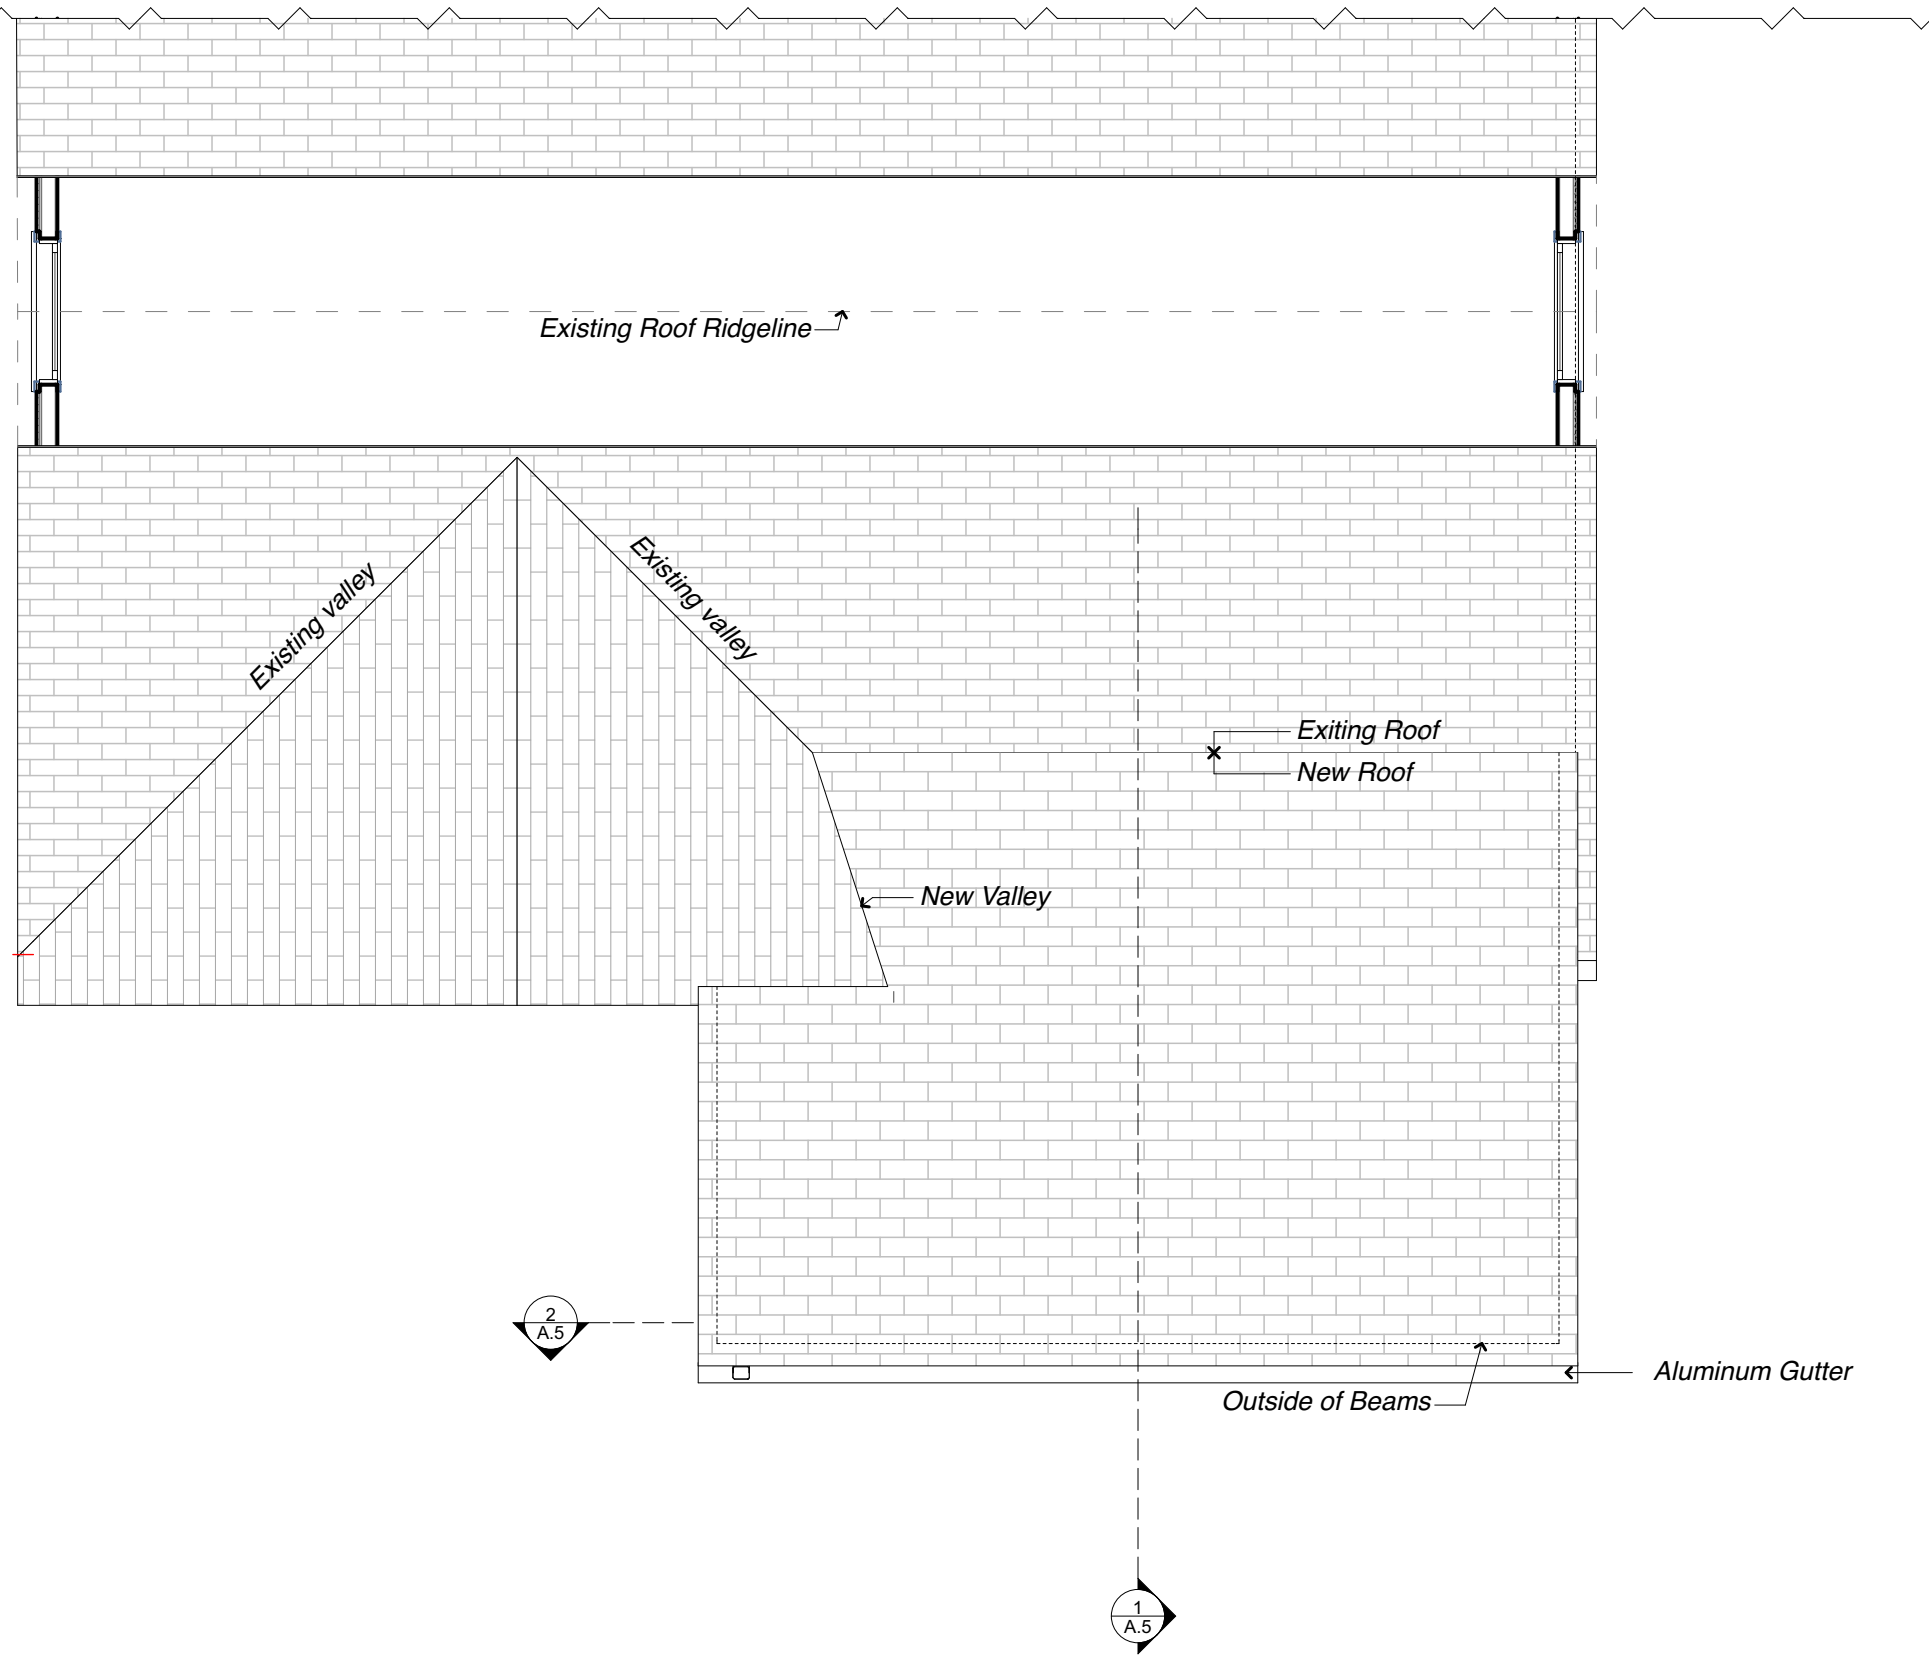 Existing Roof Ridgeline
Existing valley
Existing valley
Exiting Roof
New Roof
New Valley
2
A.5
Aluminum Gutter
Outside of Beams
1
A.5